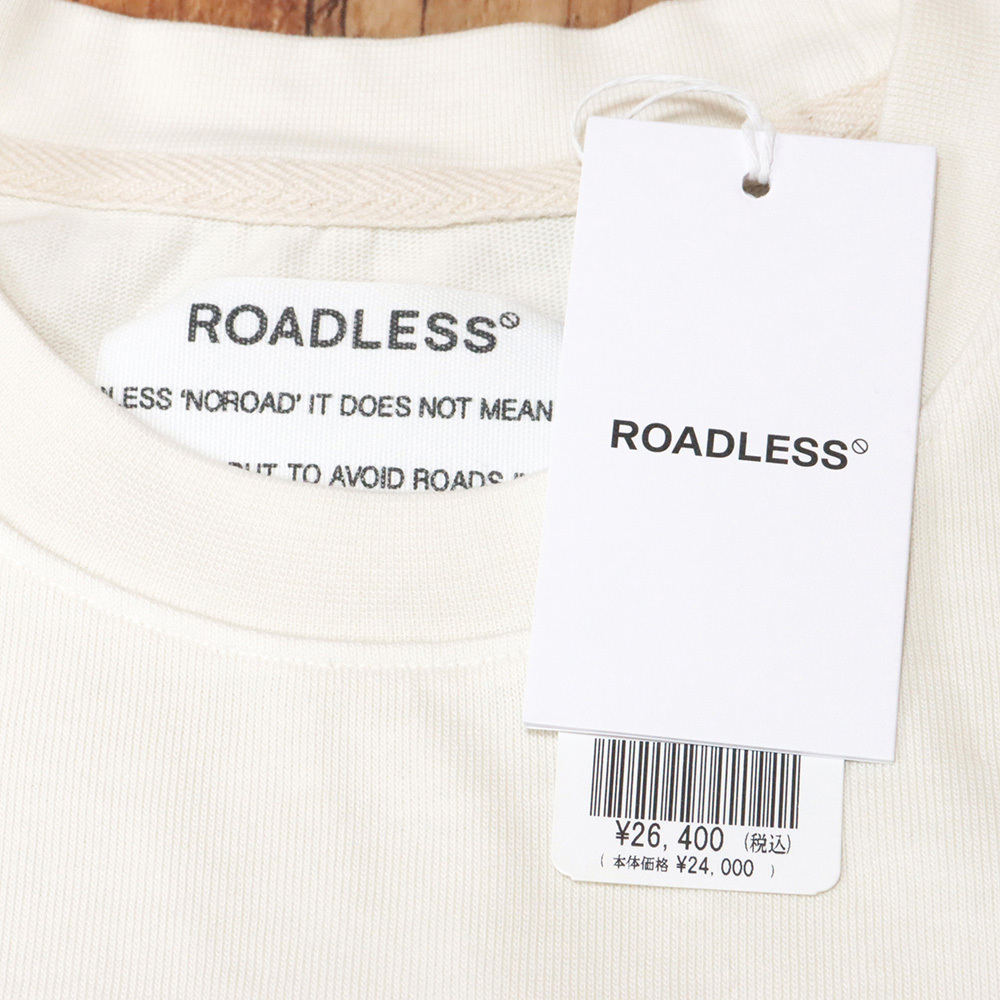 ROADLESS
LESS 'NOROAD' IT DOES NOT MEAN
BUT TO AVOID ROADS
ROADLESS
¥26,400 (税込)
( 本体価格 ¥24,000 )